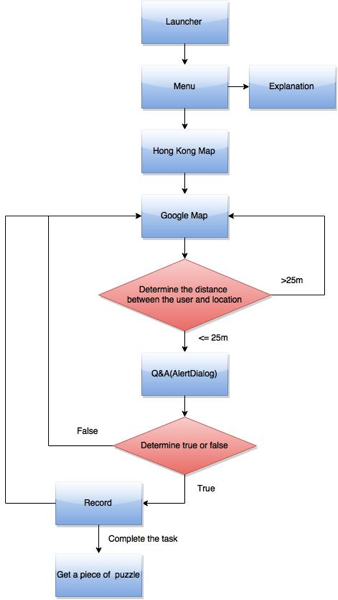 Launcher
Menu
Explanation
Hong Kong Map
Google Map
Determine the distance
between the user and location
>25m
<= 25m
Q&A(AlertDialog)
Determine true or false
False
True
Record
Complete the task
Get a piece of puzzle